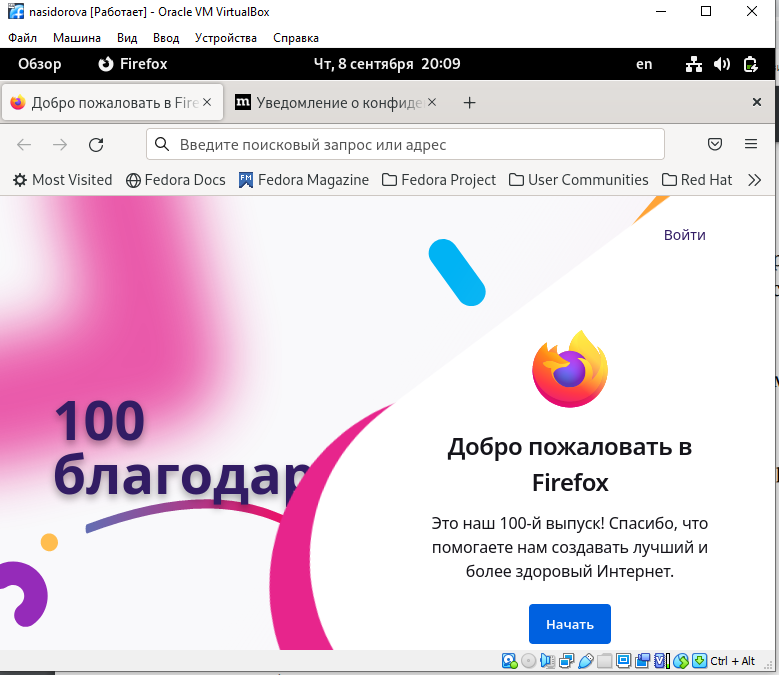 nasidorova [Работает] - Oracle VM VirtualBox
Файл Машина Вид Ввод Устройства Справка
Обзор Firefox Чт, 8 сентября 20:09 en
Добро пожаловать в Fire Уведомление о конфиде
Введите поисковый запрос или адрес
Most Visited Fedora Docs Fedora Magazine Fedora Project User Communities Red Hat
Войти
100
благодар
Добро пожаловать в
Firefox
Это наш 100-й выпуск! Спасибо, что
помогаете нам создавать лучший и
более здоровый Интернет.
Начать
Ctrl + Alt